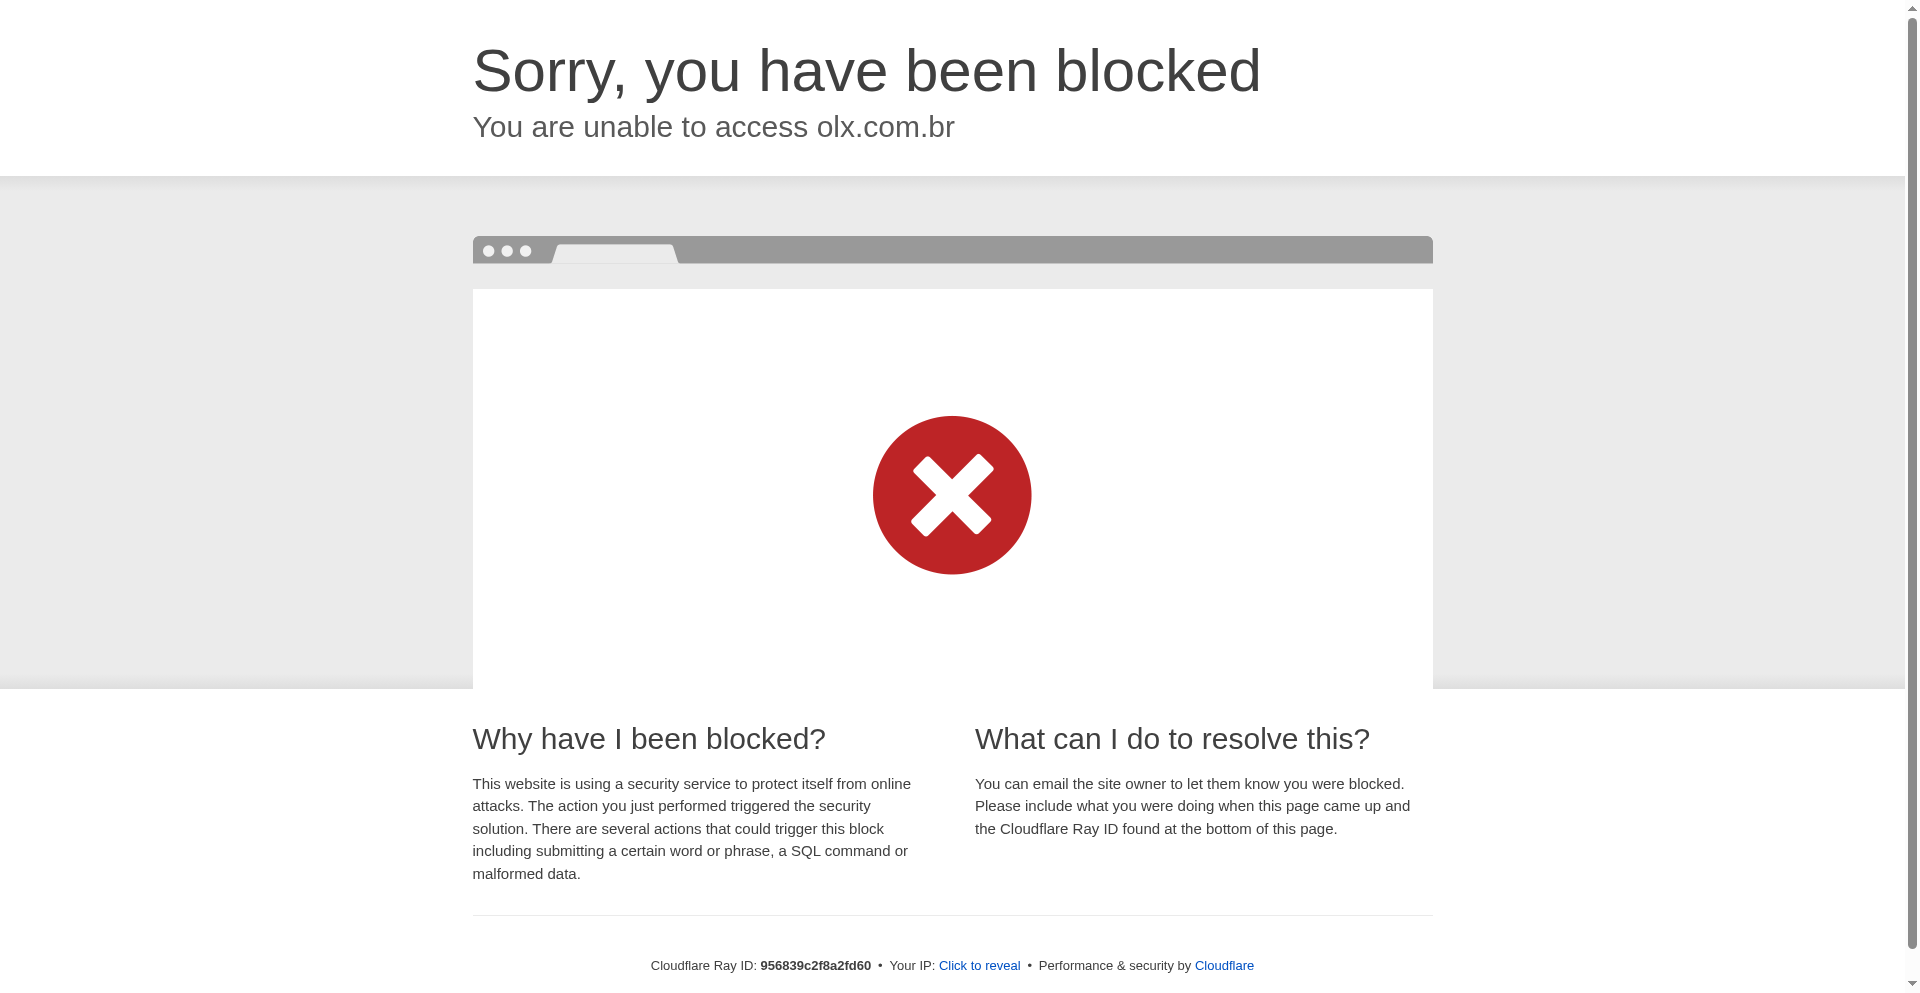 Sorry, you have been blocked
You are unable to access olx.com.br
Why have I been blocked?
This website is using a security service to protect itself from online
attacks. The action you just performed triggered the security
solution. There are several actions that could trigger this block
including submitting a certain word or phrase, a SQL command or
malformed data.
What can I do to resolve this?
You can email the site owner to let them know you were blocked.
Please include what you were doing when this page came up and
the Cloudflare Ray ID found at the bottom of this page.
Cloudflare Ray ID: 956839c2f8a2fd60 • Your IP: Click to reveal • Performance & security by Cloudflare